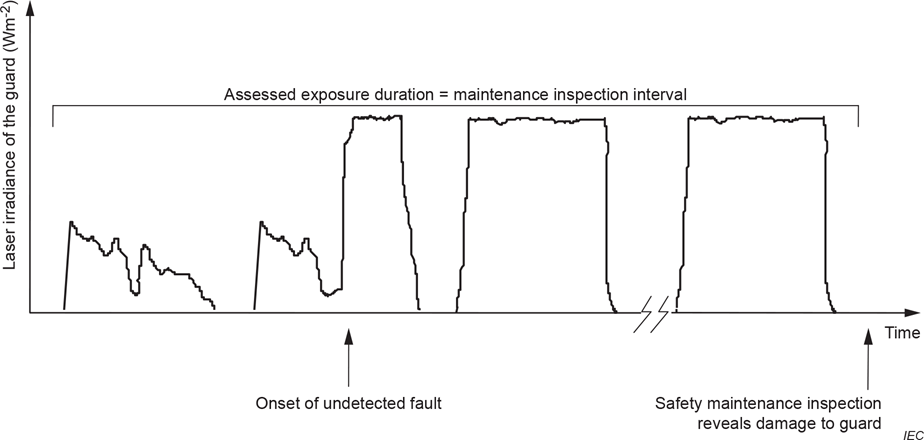 Laser irradiance of the guard (Wm-2)
Assessed exposure duration = maintenance inspection interval
Time
Onset of undetected fault
Safety maintenance inspection
reveals damage to guard
IEC